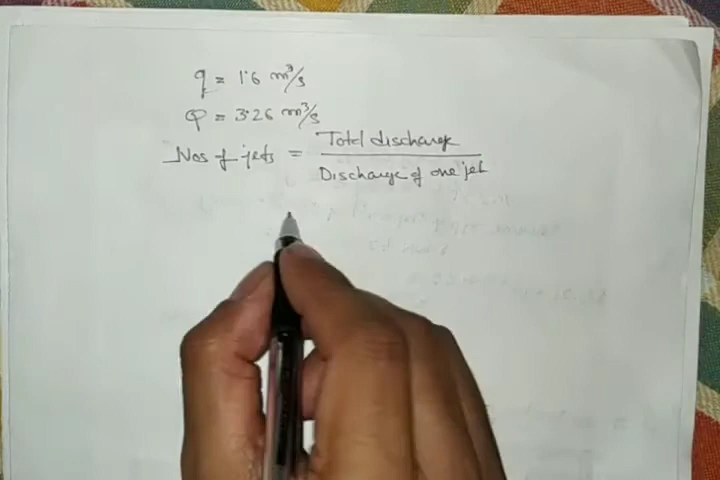 q = 1.6 m³/s
Q = 3.26 m³/s
Nos of jets = Total discharge / Discharge of one jet